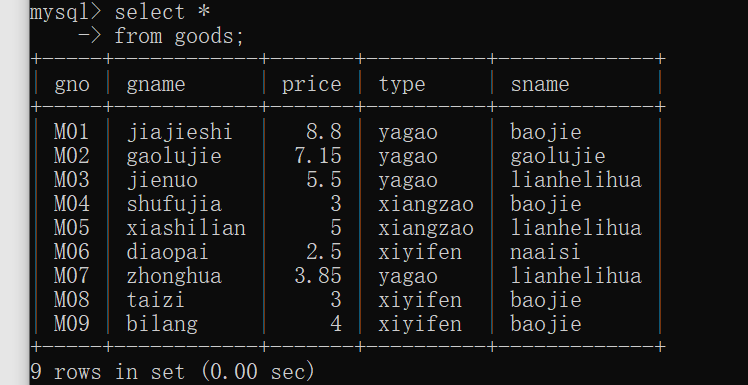 mysql> select *
    -> from goods;
+-----+------------+-------+----------+-------------+
| gno | gname      | price | type     | sname       |
+-----+------------+-------+----------+-------------+
| M01 | jiajieshi  |   8.8 | yagao    | baojie      |
| M02 | gaolujie   |  7.15 | yagao    | gaolujie    |
| M03 | jienuo     |   5.5 | yagao    | lianhelihua |
| M04 | shufujia   |     3 | xiangzao | baojie      |
| M05 | xiashilian |     5 | xiangzao | lianhelihua |
| M06 | diaopai    |   2.5 | xiyifen  | naaisi      |
| M07 | zhonghua   |  3.85 | yagao    | lianhelihua |
| M08 | taizi      |     3 | xiyifen  | baojie      |
| M09 | bilang     |     4 | xiyifen  | baojie      |
+-----+------------+-------+----------+-------------+
9 rows in set (0.00 sec)